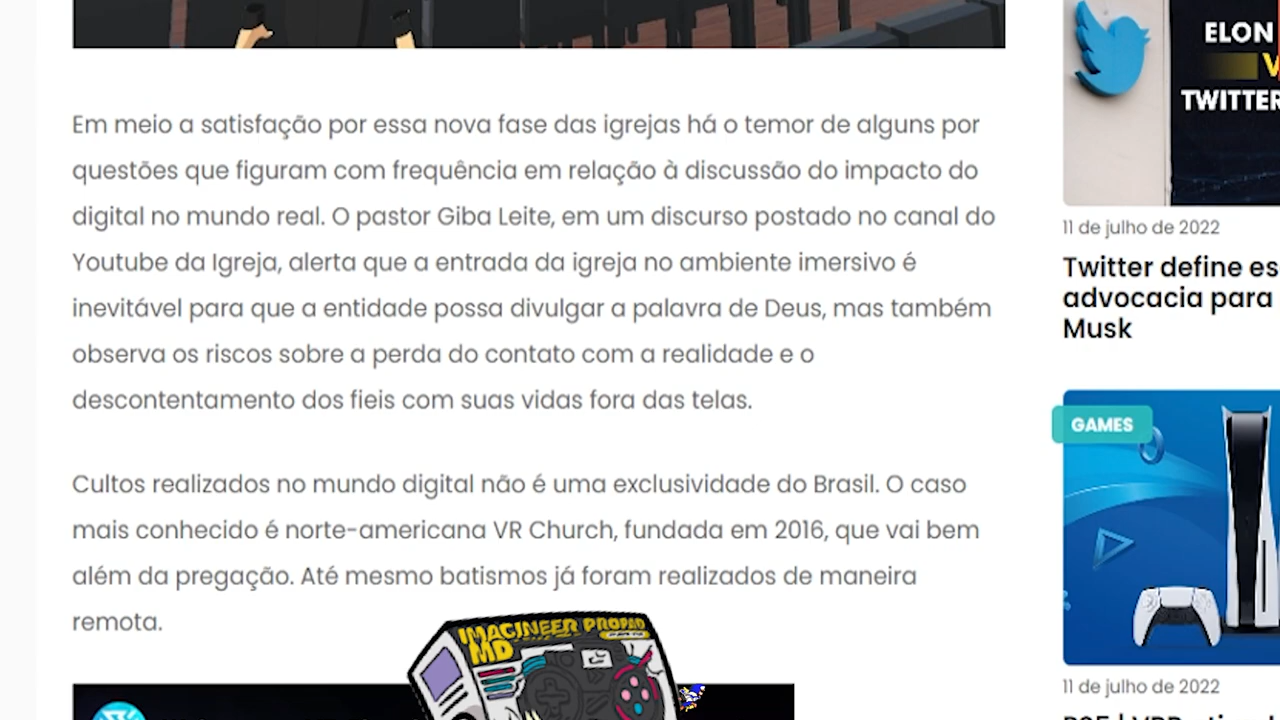 Em meio a satisfação por essa nova fase das igrejas há o temor de alguns por
questões que figuram com frequência em relação à discussão do impacto do
digital no mundo real. O pastor Giba Leite, em um discurso postado no canal do
Youtube da Igreja, alerta que a entrada da igreja no ambiente imersivo é
inevitável para que a entidade possa divulgar a palavra de Deus, mas também
observa os riscos sobre a perda do contato com a realidade e o
descontentamento dos fieis com suas vidas fora das telas.
Cultos realizados no mundo digital não é uma exclusividade do Brasil. O caso
mais conhecido é norte-americana VR Church, fundada em 2016, que vai bem
além da pregação. Até mesmo batismos já foram realizados de maneira
remota.
IMAGINEER PROPAD
MD
ELON
V
TWITTER
11 de julho de 2022
Twitter define es
advocacia para
Musk
GAMES
11 de julho de 2022